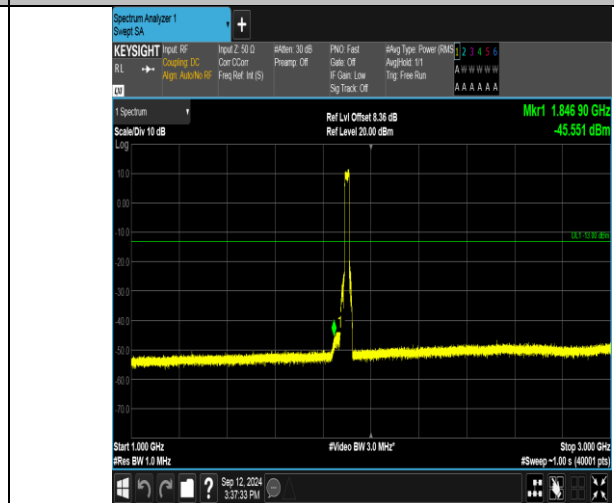 Spectrum Analyzer 1
Swept SA
+
KEYSIGHT
RL
Input: RF
Coupling: DC
Align: Auto/No RF
Input Z: 50 Ω
Corr CCorr
Freq Ref: Int (S)
#Atten: 30 dB
Preamp: Off
PNO: Fast
Gate: Off
IF Gain: Low
Sig Track: Off
#Avg Type: Power (RMS
Avg|Hold: 1/1
Trig: Free Run
1 2 3 4 5 6
A W W W W W
A A A A A A
1 Spectrum
Scale/Div 10 dB
Log
Ref Lvl Offset 8.36 dB
Ref Level 20.00 dBm
Mkr1 1.846 90 GHz
-45.551 dBm
10.0
0.00
-10.0
DL1 -13.00 dBm
-20.0
-30.0
-40.0
1
-50.0
-60.0
-70.0
Start 1.000 GHz
#Res BW 1.0 MHz
#Video BW 3.0 MHz*
Stop 3.000 GHz
#Sweep ~1.00 s (40001 pts)
?
Sep 12, 2024
3:37:33 PM